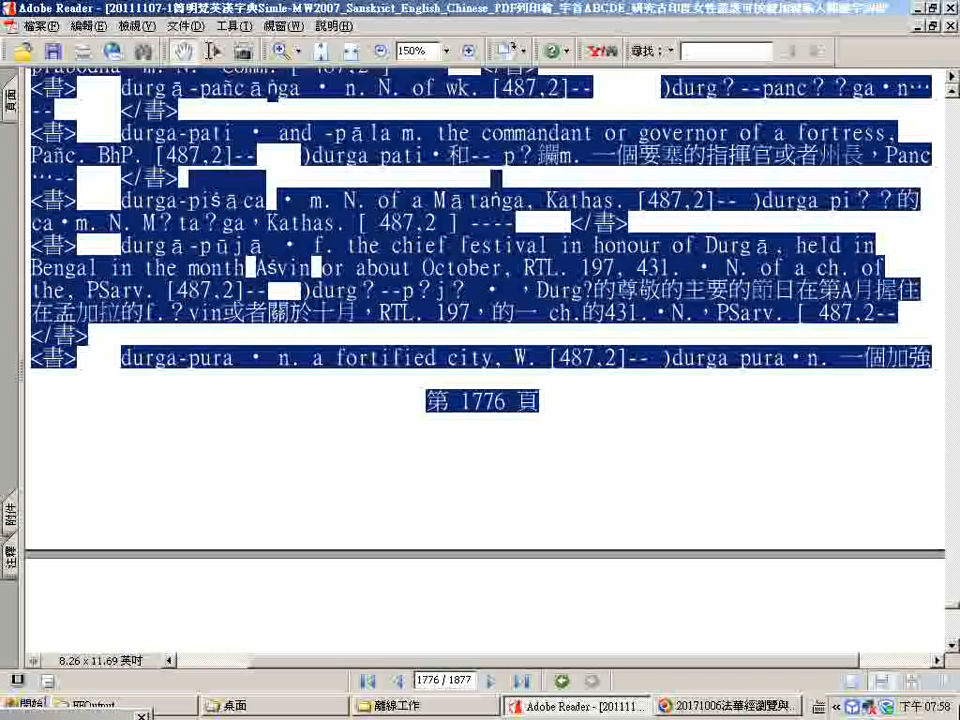 Adobe Reader - [20111107-1簡明梵英漢字典Simle-MW2007_Sanskrict_English_Chinese_PDF列印檔_字首ABCDE_研究古印度女性
檔案(F) 編輯(E) 檢視(V) 文件(D) 工具(T) 視窗(W) 說明(H)
150% 尋找：
頁面
prabodha m. N. Comm. [ 487,2 ] </書>
<書> durgā-pañcāṅga • n. N. of wk. [487,2]-- )durg？--panc？？ga•n…
-- </書>
<書> durga-pati • and -pāla m. the commandant or governor of a fortress,
Pañc. BhP. [487,2]-- )durga pati•和-- p？鑭m. 一個要塞的指揮官或者州長，Panc
…-- </書>
<書> durga-piśāca • m. N. of a Mātaṅga, Kathas. [487,2]-- )durga pi？？的
ca•m. N. M？ta？ga，Kathas. [ 487,2 ] ---- </書>
<書> durgā-pūjā • f. the chief festival in honour of Durgā, held in
Bengal in the month Aśvin or about October, RTL. 197, 431. • N. of a ch. of
the. PSarv. [487,2]-- )durg？--p？j？ • ，Durg?的尊敬的主要的節日在第A月握住
在孟加拉的f.？vin或者關於十月，RTL. 197，的一 ch.的431.•N.，PSarv. [ 487,2--
</書>
<書> durga-pura • n. a fortified city, W. [487,2]-- )durga pura•n. 一個加強
第 1776 頁
附件
注釋
8.26 x 11.69 英吋
1776 / 1877
開始 FFOutput 桌面 離線工作 Adobe Reader - [201111... 20171006法華經瀏覽與... 下午 07:58